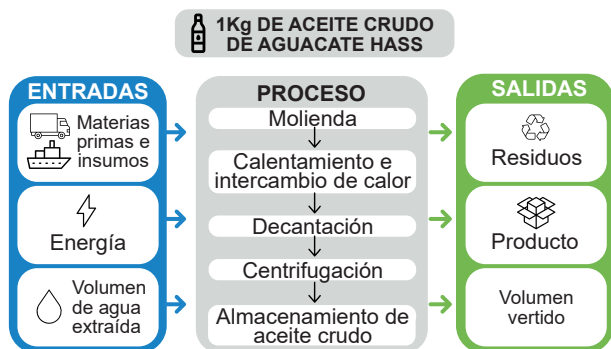 1Kg DE ACEITE CRUDO
DE AGUACATE HASS
ENTRADAS
Materias
primas e
insumos
Energía
Volumen
de agua
extraída
PROCESO
Molienda
Calentamiento e
intercambio de calor
Decantación
Centrifugación
Almacenamiento de
aceite crudo
SALIDAS
Residuos
Producto
Volumen
vertido